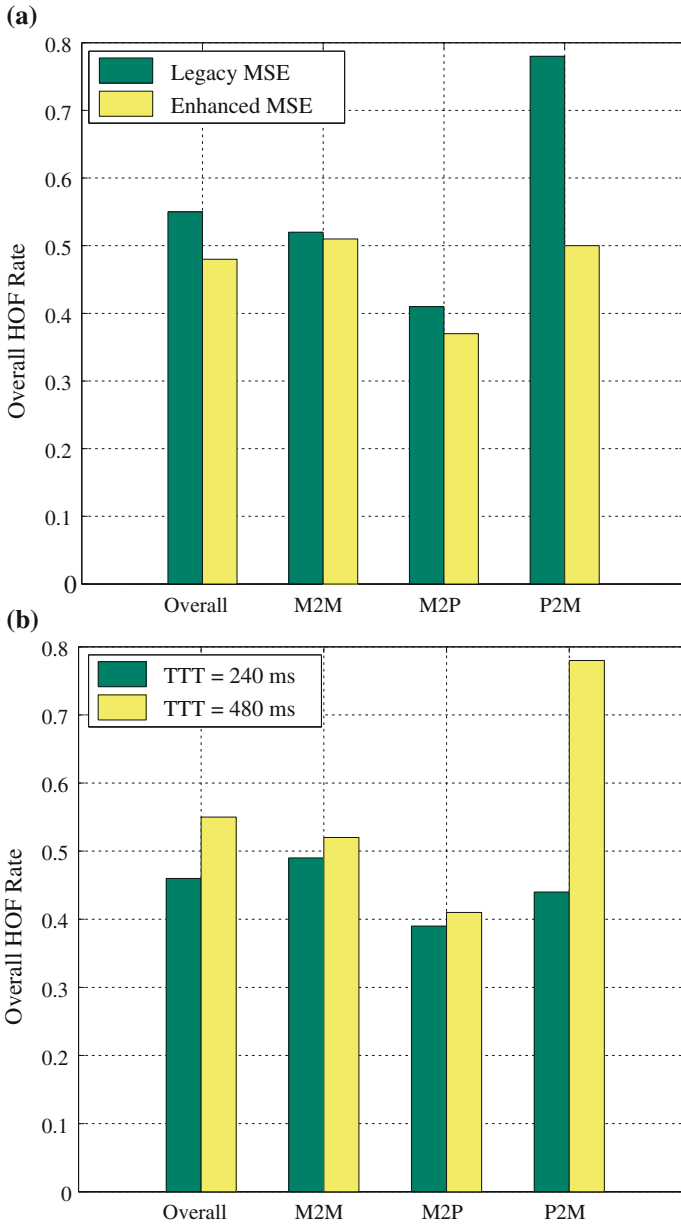 (a)
0.8
Legacy MSE
Enhanced MSE
0.7
0.6
0.5
0.4
0.3
0.2
0.1
0
Overall HOF Rate
Overall M2M M2P P2M
(b)
0.8
TTT = 240 ms
TTT = 480 ms
0.7
0.6
0.5
0.4
0.3
0.2
0.1
0
Overall HOF Rate
Overall M2M M2P P2M